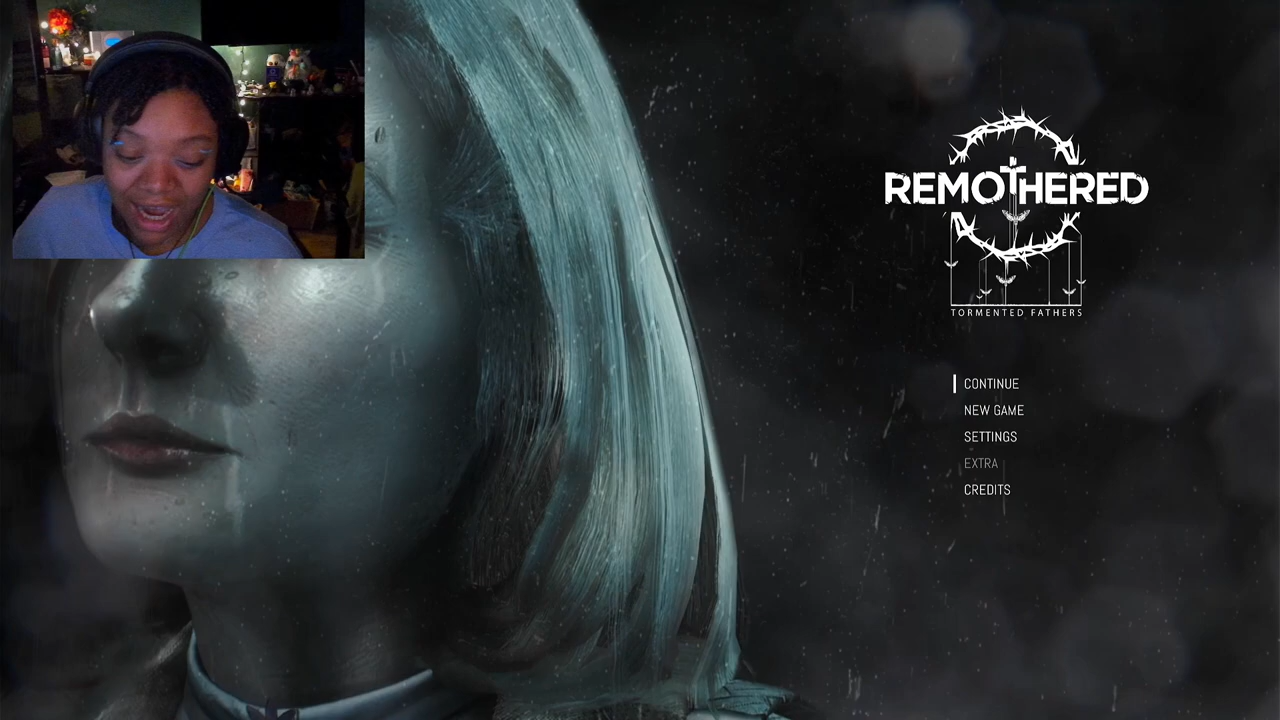 REMOTHERED
TORMENTED FATHERS
CONTINUE
NEW GAME
SETTINGS
EXTRA
CREDITS